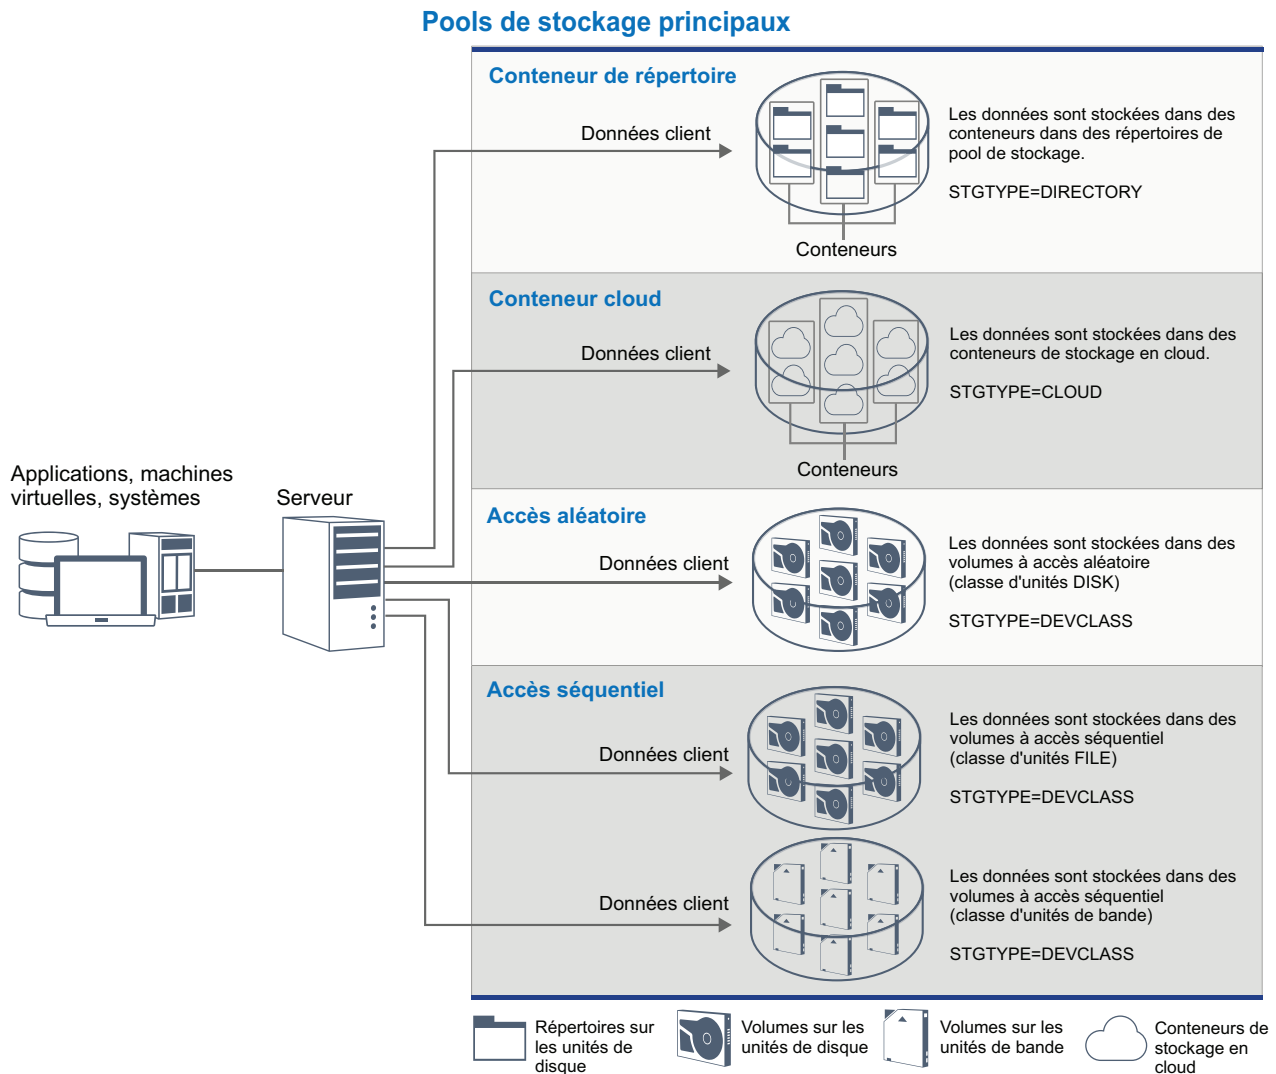 Pools de stockage principaux
Conteneur de répertoire
Données client
Les données sont stockées dans des
conteneurs dans des répertoires de
pool de stockage.
STGTYPE=DIRECTORY
Conteneurs
Conteneur cloud
Données client
Les données sont stockées dans des
conteneurs de stockage en cloud.
STGTYPE=CLOUD
Conteneurs
Applications, machines
virtuelles, systèmes
Serveur
Accès aléatoire
Données client
Les données sont stockées dans des
volumes à accès aléatoire
(classe d'unités DISK)
STGTYPE=DEVCLASS
Accès séquentiel
Données client
Les données sont stockées dans des
volumes à accès séquentiel
(classe d'unités FILE)
STGTYPE=DEVCLASS
Données client
Les données sont stockées dans des
volumes à accès séquentiel
(classe d'unités de bande)
STGTYPE=DEVCLASS
Répertoires sur
les unités de
disque
Volumes sur les
unités de disque
Volumes sur les
unités de bande
Conteneurs de
stockage en
cloud